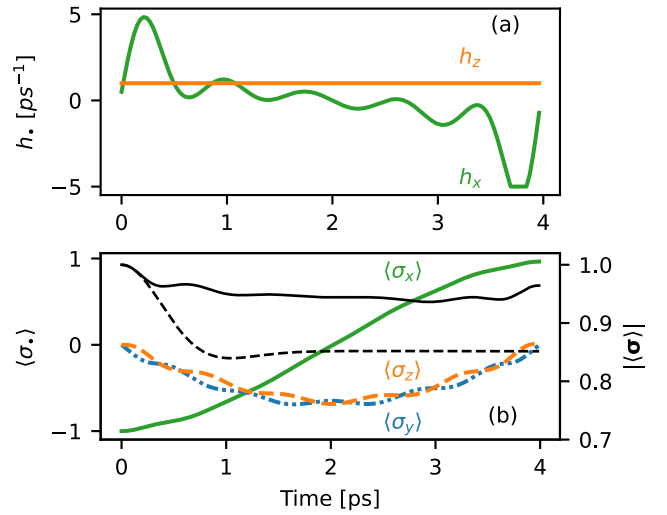 (a)
5
0
−5
h• [ps⁻¹]
h_z
h_x
0 1 2 3 4
(b)
1
0
−1
⟨σ•⟩
⟨σ_x⟩
⟨σ_z⟩
⟨σ_y⟩
1.0
0.9
0.8
0.7
|⟨𝛔⟩|
0 1 2 3 4
Time [ps]